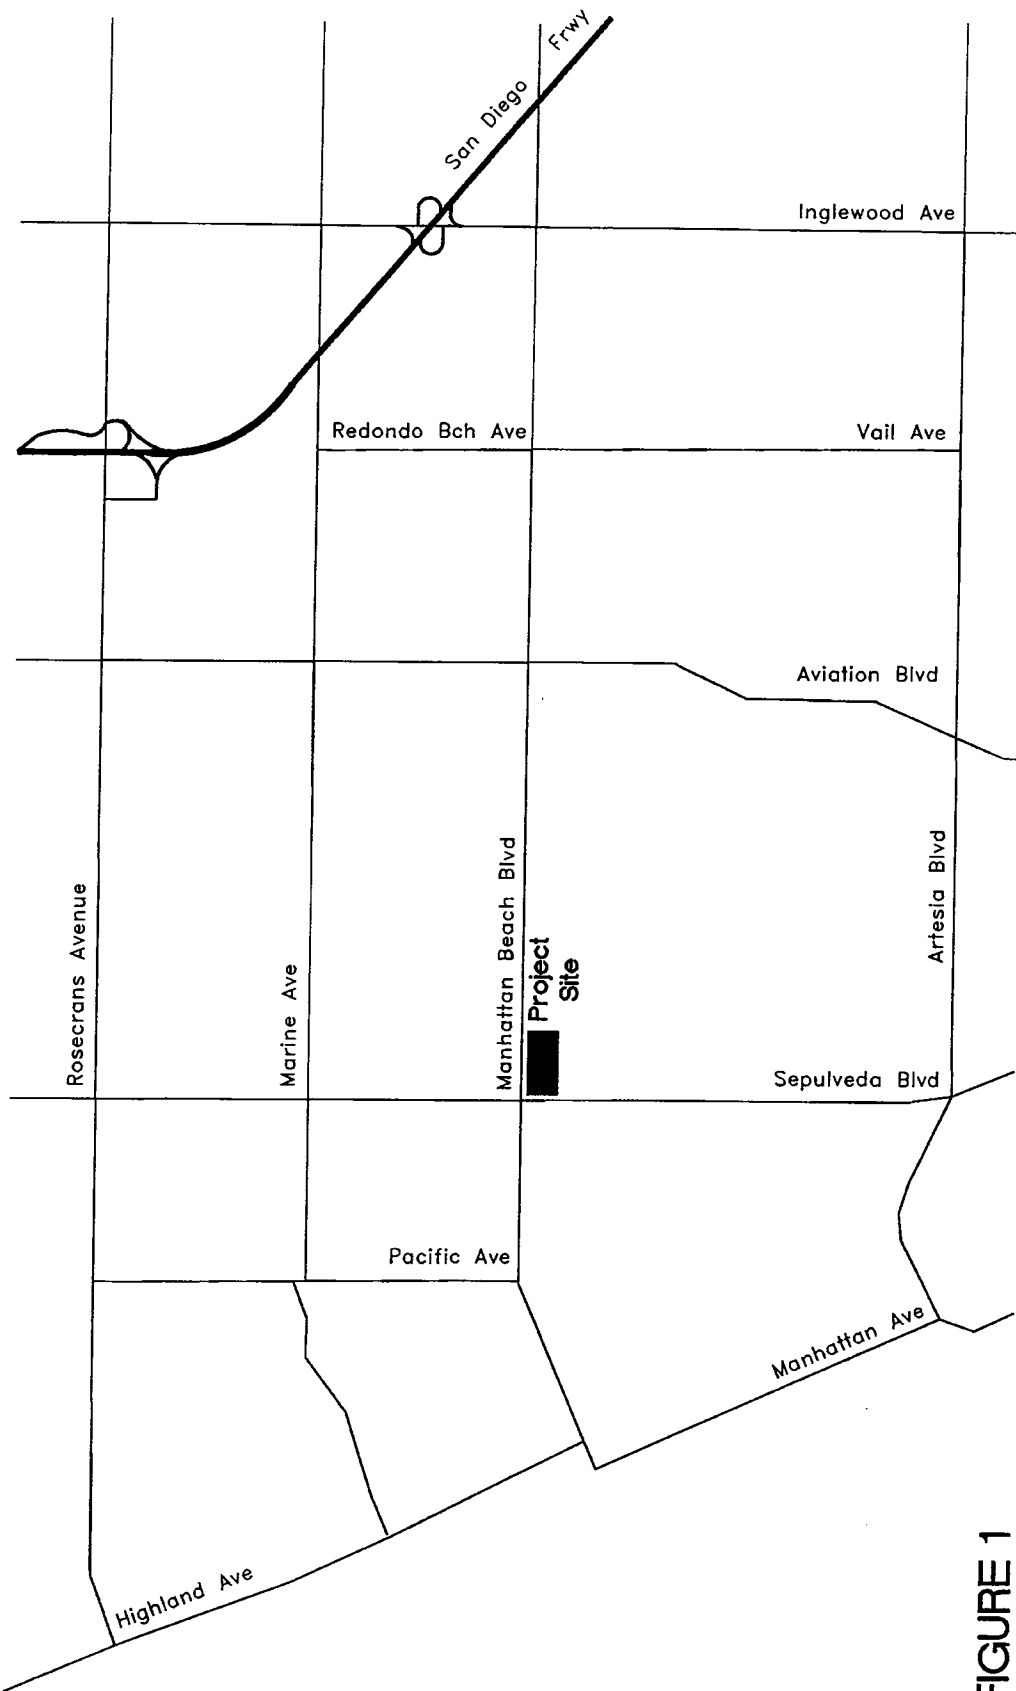 San Diego Frwy
Inglewood Ave
Redondo Bch Ave
Vail Ave
Aviation Blvd
Rosecrans Avenue
Marine Ave
Manhattan Beach Blvd
Artesia Blvd
Project
Site
Sepulveda Blvd
Pacific Ave
Manhattan Ave
Highland Ave
FIGURE 1